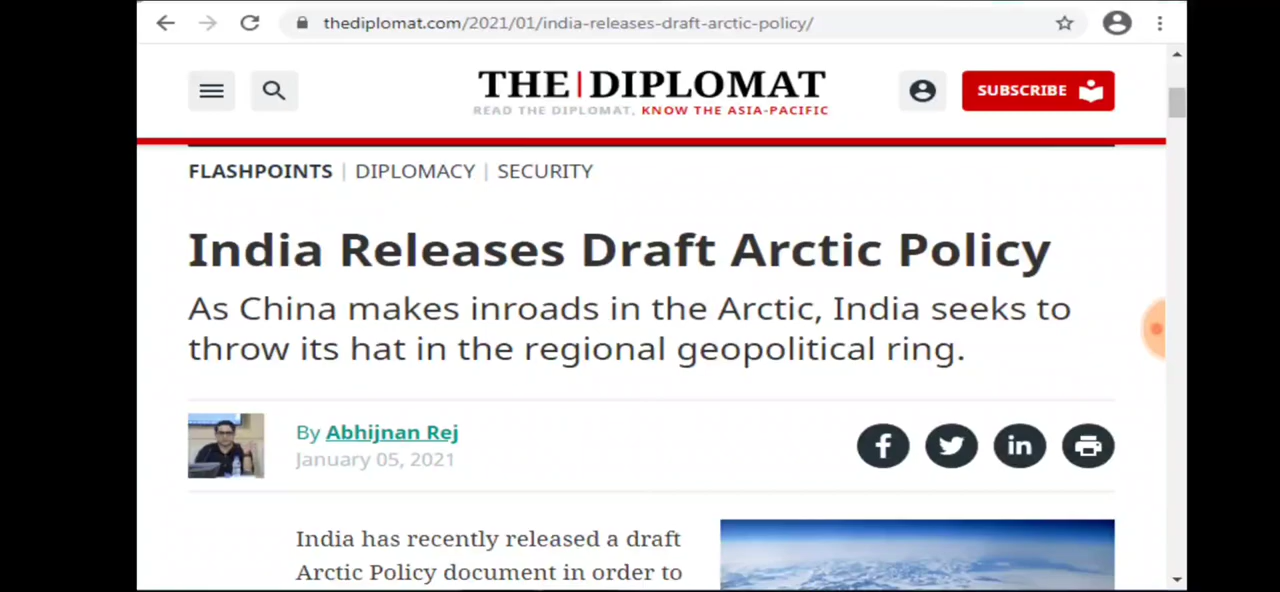 thediplomat.com/2021/01/india-releases-draft-arctic-policy/
THE|DIPLOMAT
READ THE DIPLOMAT, KNOW THE ASIA-PACIFIC
SUBSCRIBE
FLASHPOINTS | DIPLOMACY | SECURITY
India Releases Draft Arctic Policy
As China makes inroads in the Arctic, India seeks to
throw its hat in the regional geopolitical ring.
By Abhijnan Rej
January 05, 2021
India has recently released a draft
Arctic Policy document in order to